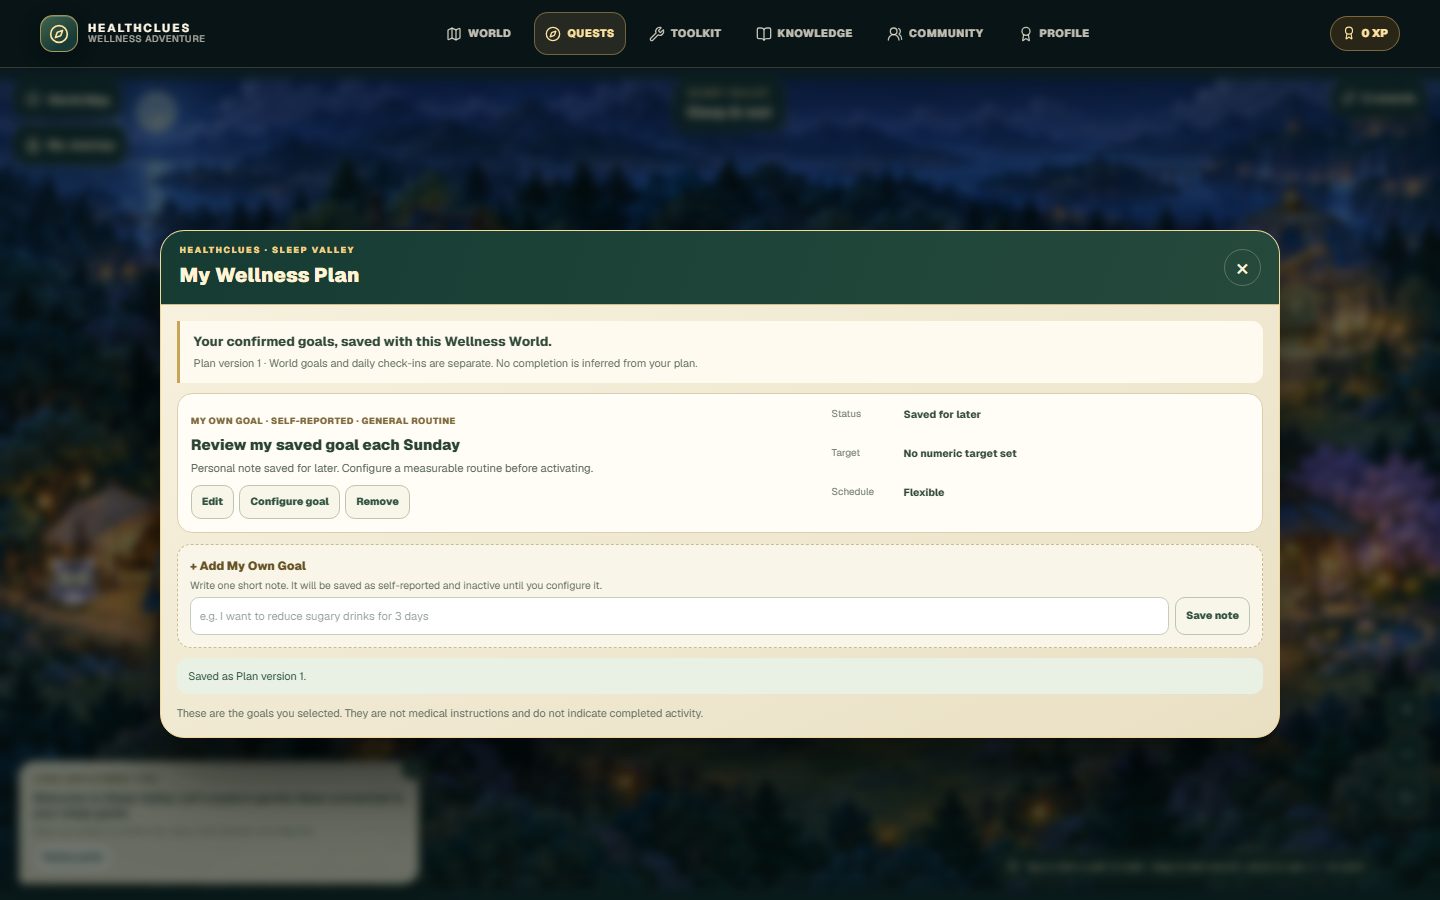 HEALTHCLUES
WELLNESS ADVENTURE
WORLD
QUESTS
TOOLKIT
KNOWLEDGE
COMMUNITY
PROFILE
0 XP
HEALTHCLUES · SLEEP VALLEY
My Wellness Plan
Your confirmed goals, saved with this Wellness World.
Plan version 1 · World goals and daily check-ins are separate. No completion is inferred from your plan.
MY OWN GOAL · SELF-REPORTED · GENERAL ROUTINE
Review my saved goal each Sunday
Personal note saved for later. Configure a measurable routine before activating.
Edit
Configure goal
Remove
Status
Saved for later
Target
No numeric target set
Schedule
Flexible
+ Add My Own Goal
Write one short note. It will be saved as self-reported and inactive until you configure it.
e.g. I want to reduce sugary drinks for 3 days
Save note
Saved as Plan version 1.
These are the goals you selected. They are not medical instructions and do not indicate completed activity.